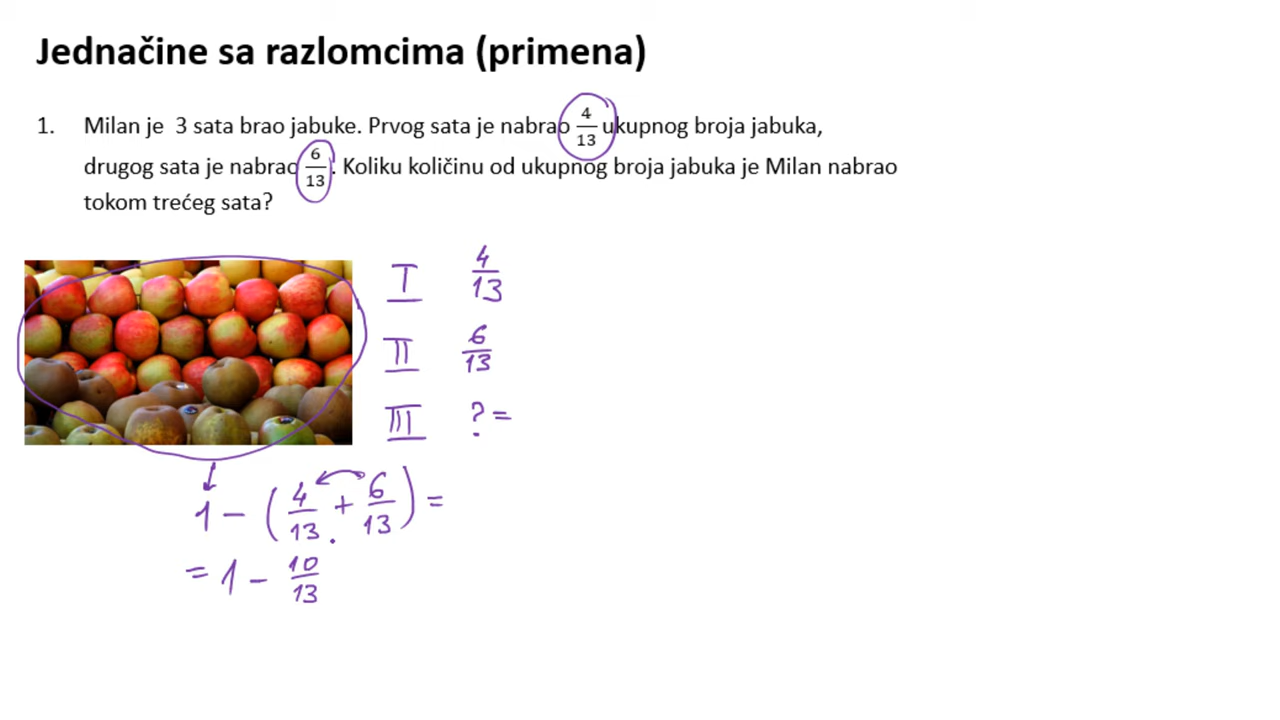 Jednačine sa razlomcima (primena)
1. Milan je 3 sata brao jabuke. Prvog sata je nabrao 4/13 ukupnog broja jabuka,
drugog sata je nabrao 6/13. Koliku količinu od ukupnog broja jabuka je Milan nabrao
tokom trećeg sata?
I 4/13
II 6/13
III ? =
1 - (4/13 + 6/13) =
= 1 - 10/13